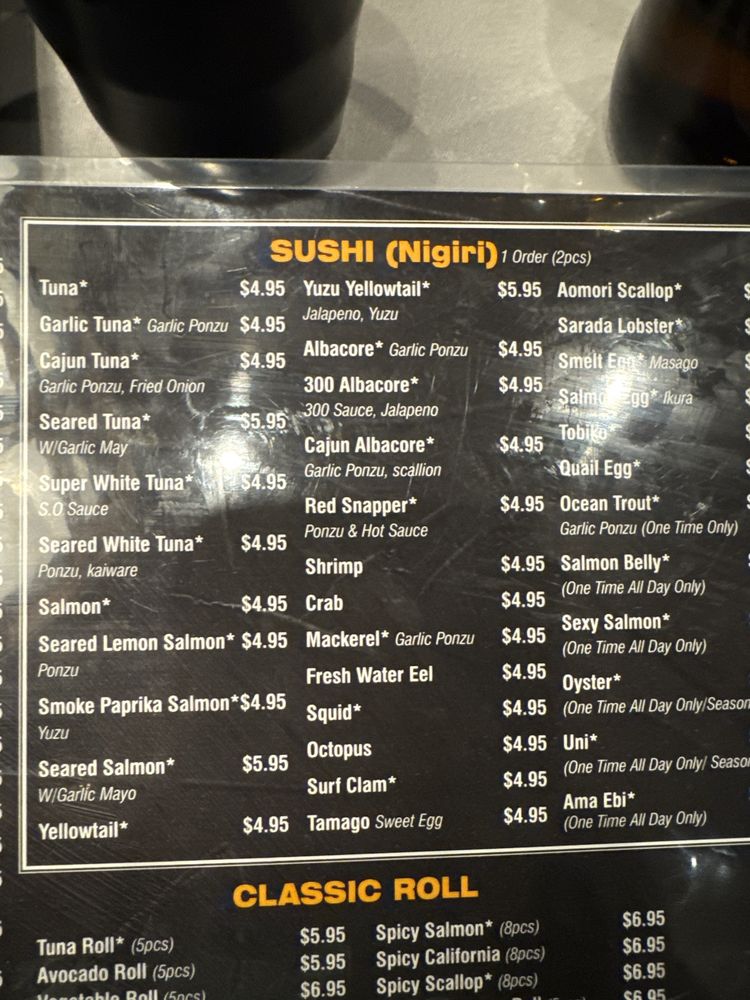 SUSHI (Nigiri) 1 Order (2pcs)
Tuna* $4.95
Garlic Tuna* Garlic Ponzu $4.95
Cajun Tuna* $4.95
Garlic Ponzu, Fried Onion
Seared Tuna* $5.95
W/Garlic May
Super White Tuna* $4.95
S.O Sauce
Seared White Tuna* $4.95
Ponzu, kaiware
Salmon* $4.95
Seared Lemon Salmon* $4.95
Ponzu
Smoke Paprika Salmon* $4.95
Yuzu
Seared Salmon* $5.95
W/Garlic Mayo
Yellowtail* $4.95
Yuzu Yellowtail* $5.95
Jalapeno, Yuzu
Albacore* Garlic Ponzu $4.95
300 Albacore* $4.95
300 Sauce, Jalapeno
Cajun Albacore* $4.95
Garlic Ponzu, scallion
Red Snapper* $4.95
Ponzu & Hot Sauce
Shrimp $4.95
Crab $4.95
Mackerel* Garlic Ponzu $4.95
Fresh Water Eel $4.95
Squid* $4.95
Octopus $4.95
Surf Clam* $4.95
Tamago Sweet Egg $4.95
Aomori Scallop*
Sarada Lobster*
Smelt Egg* Masago
Salmon Egg* Ikura
Tobiko*
Quail Egg*
Ocean Trout*
Garlic Ponzu (One Time Only)
Salmon Belly*
(One Time All Day Only)
Sexy Salmon*
(One Time All Day Only)
Oyster*
(One Time All Day Only/Season
Uni*
(One Time All Day Only/ Seaso
Ama Ebi*
(One Time All Day Only)
CLASSIC ROLL
Tuna Roll* (5pcs) $5.95
Avocado Roll (5pcs) $5.95
Vegetable Roll (5pcs) $6.95
Spicy Salmon* (8pcs) $6.95
Spicy California (8pcs) $6.95
Spicy Scallop* (8pcs) $6.95
$6.95